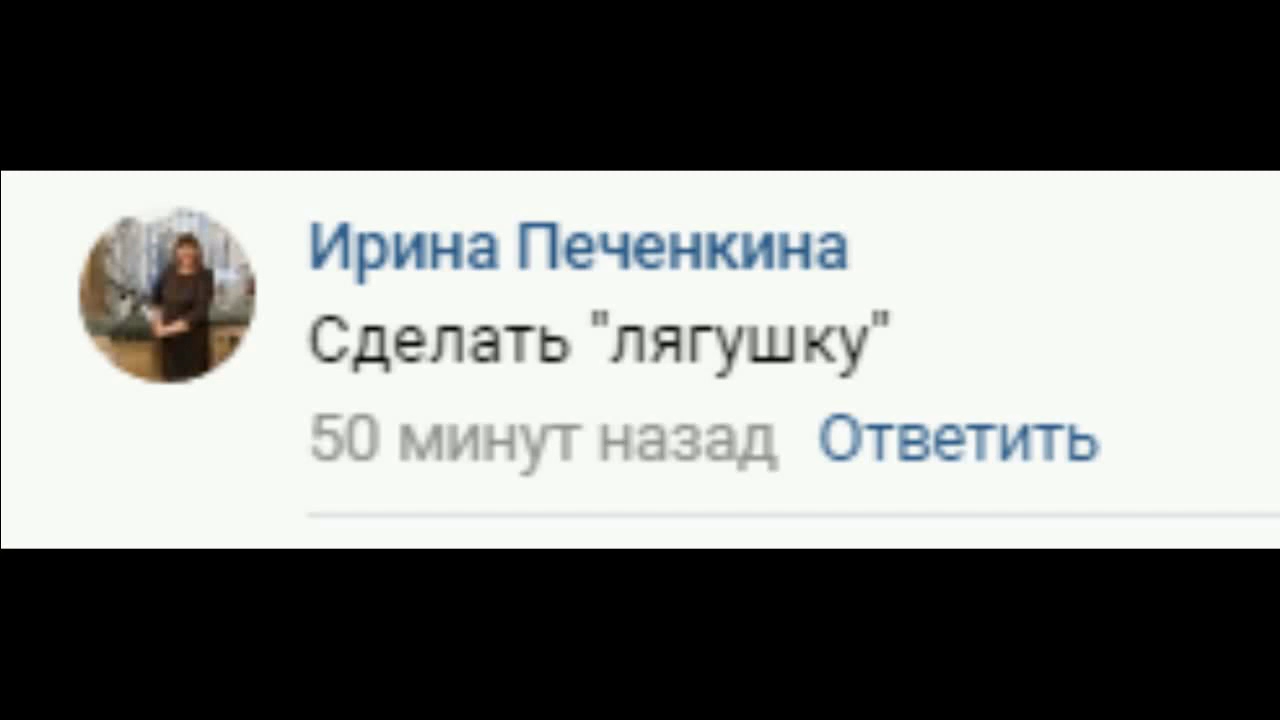 Ирина Печенкина
Сделать "лягушку"
50 минут назад Ответить